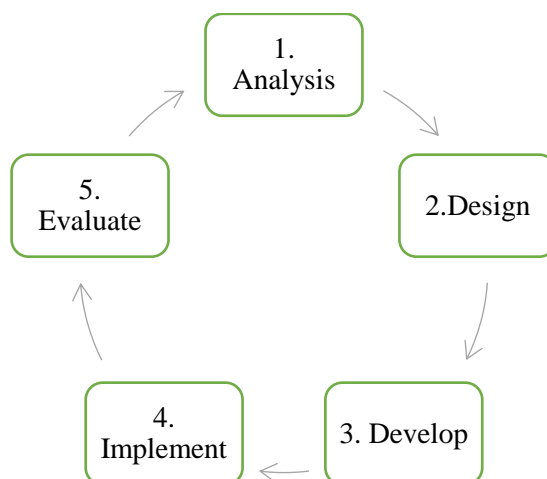 1.
Analysis
2.Design
3. Develop
4.
Implement
5.
Evaluate